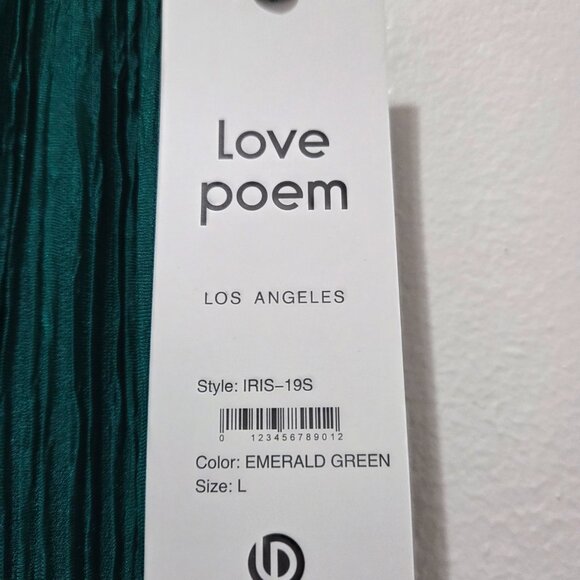 Love
poem
LOS ANGELES
Style: IRIS-19S
0 123456789012
Color: EMERALD GREEN
Size: L